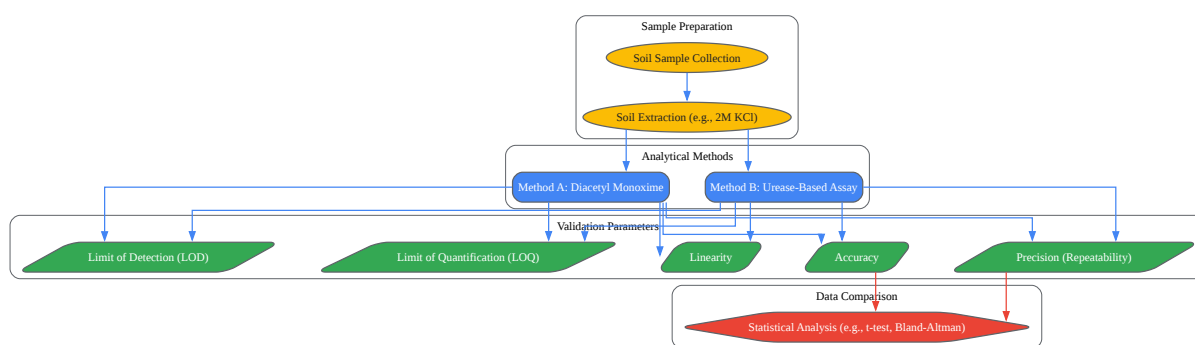 Sample Preparation
Soil Sample Collection
Soil Extraction (e.g., 2M KCl)
Analytical Methods
Method A: Diacetyl Monoxime
Method B: Urease-Based Assay
Validation Parameters
Limit of Detection (LOD)
Limit of Quantification (LOQ)
Linearity
Accuracy
Precision (Repeatability)
Data Comparison
Statistical Analysis (e.g., t-test, Bland-Altman)